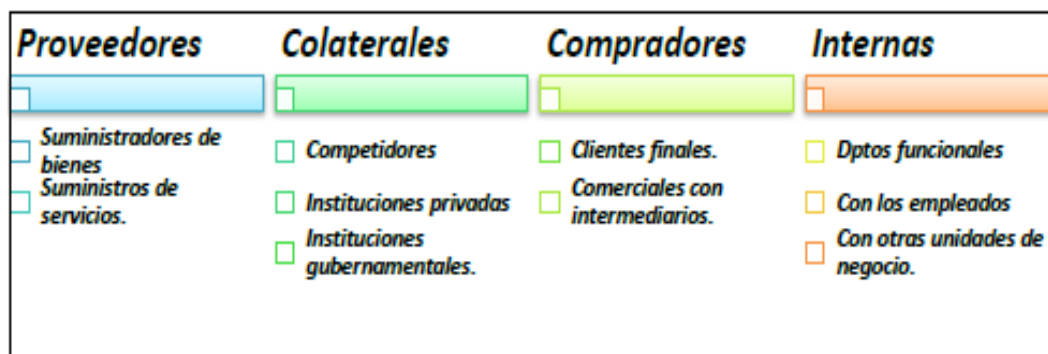 Proveedores
Suministradores de
bienes
Suministros de
servicios.
Colaterales
Competidores
Instituciones privadas
Instituciones
gubernamentales.
Compradores
Clientes finales.
Comerciales con
intermediarios.
Internas
Dptos funcionales
Con los empleados
Con otras unidades de
negocio.